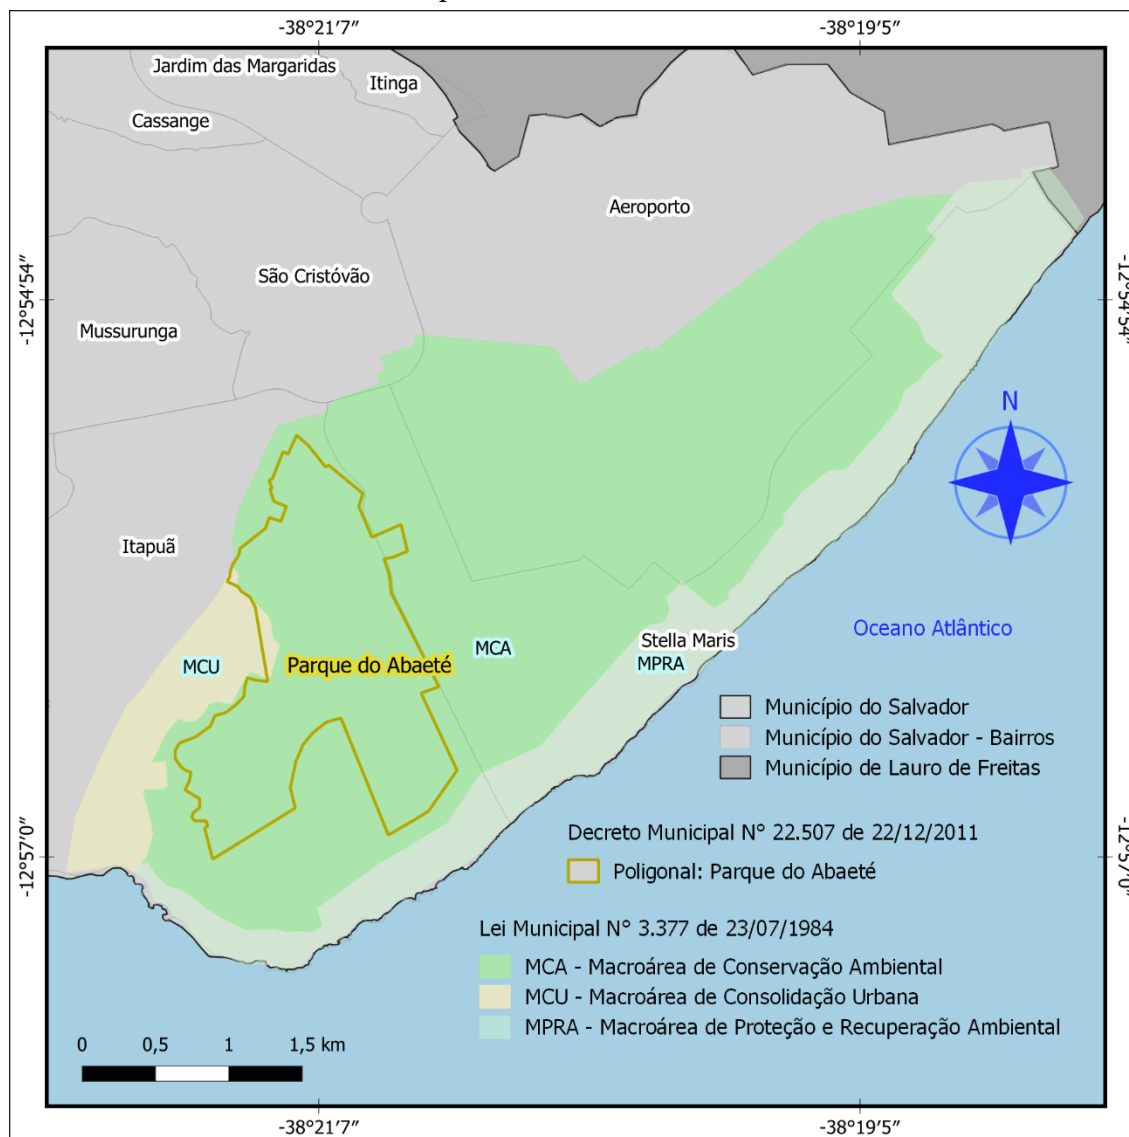 -38°21′7″
-38°19′5″
Jardim das Margaridas
Itinga
Cassange
Aeroporto
São Cristóvão
-12°54′54″
-12°54′54″
Mussurunga
N
Itapuã
Oceano Atlântico
Stella Maris
MCA
MPRA
MCU
Parque do Abaeté
Município do Salvador
Município do Salvador - Bairros
Município de Lauro de Freitas
Decreto Municipal N° 22.507 de 22/12/2011
Poligonal: Parque do Abaeté
-12°57′0″
-12°57′0″
Lei Municipal N° 3.377 de 23/07/1984
MCA - Macroárea de Conservação Ambiental
MCU - Macroárea de Consolidação Urbana
MPRA - Macroárea de Proteção e Recuperação Ambiental
0 0,5 1 1,5 km
-38°21′7″
-38°19′5″